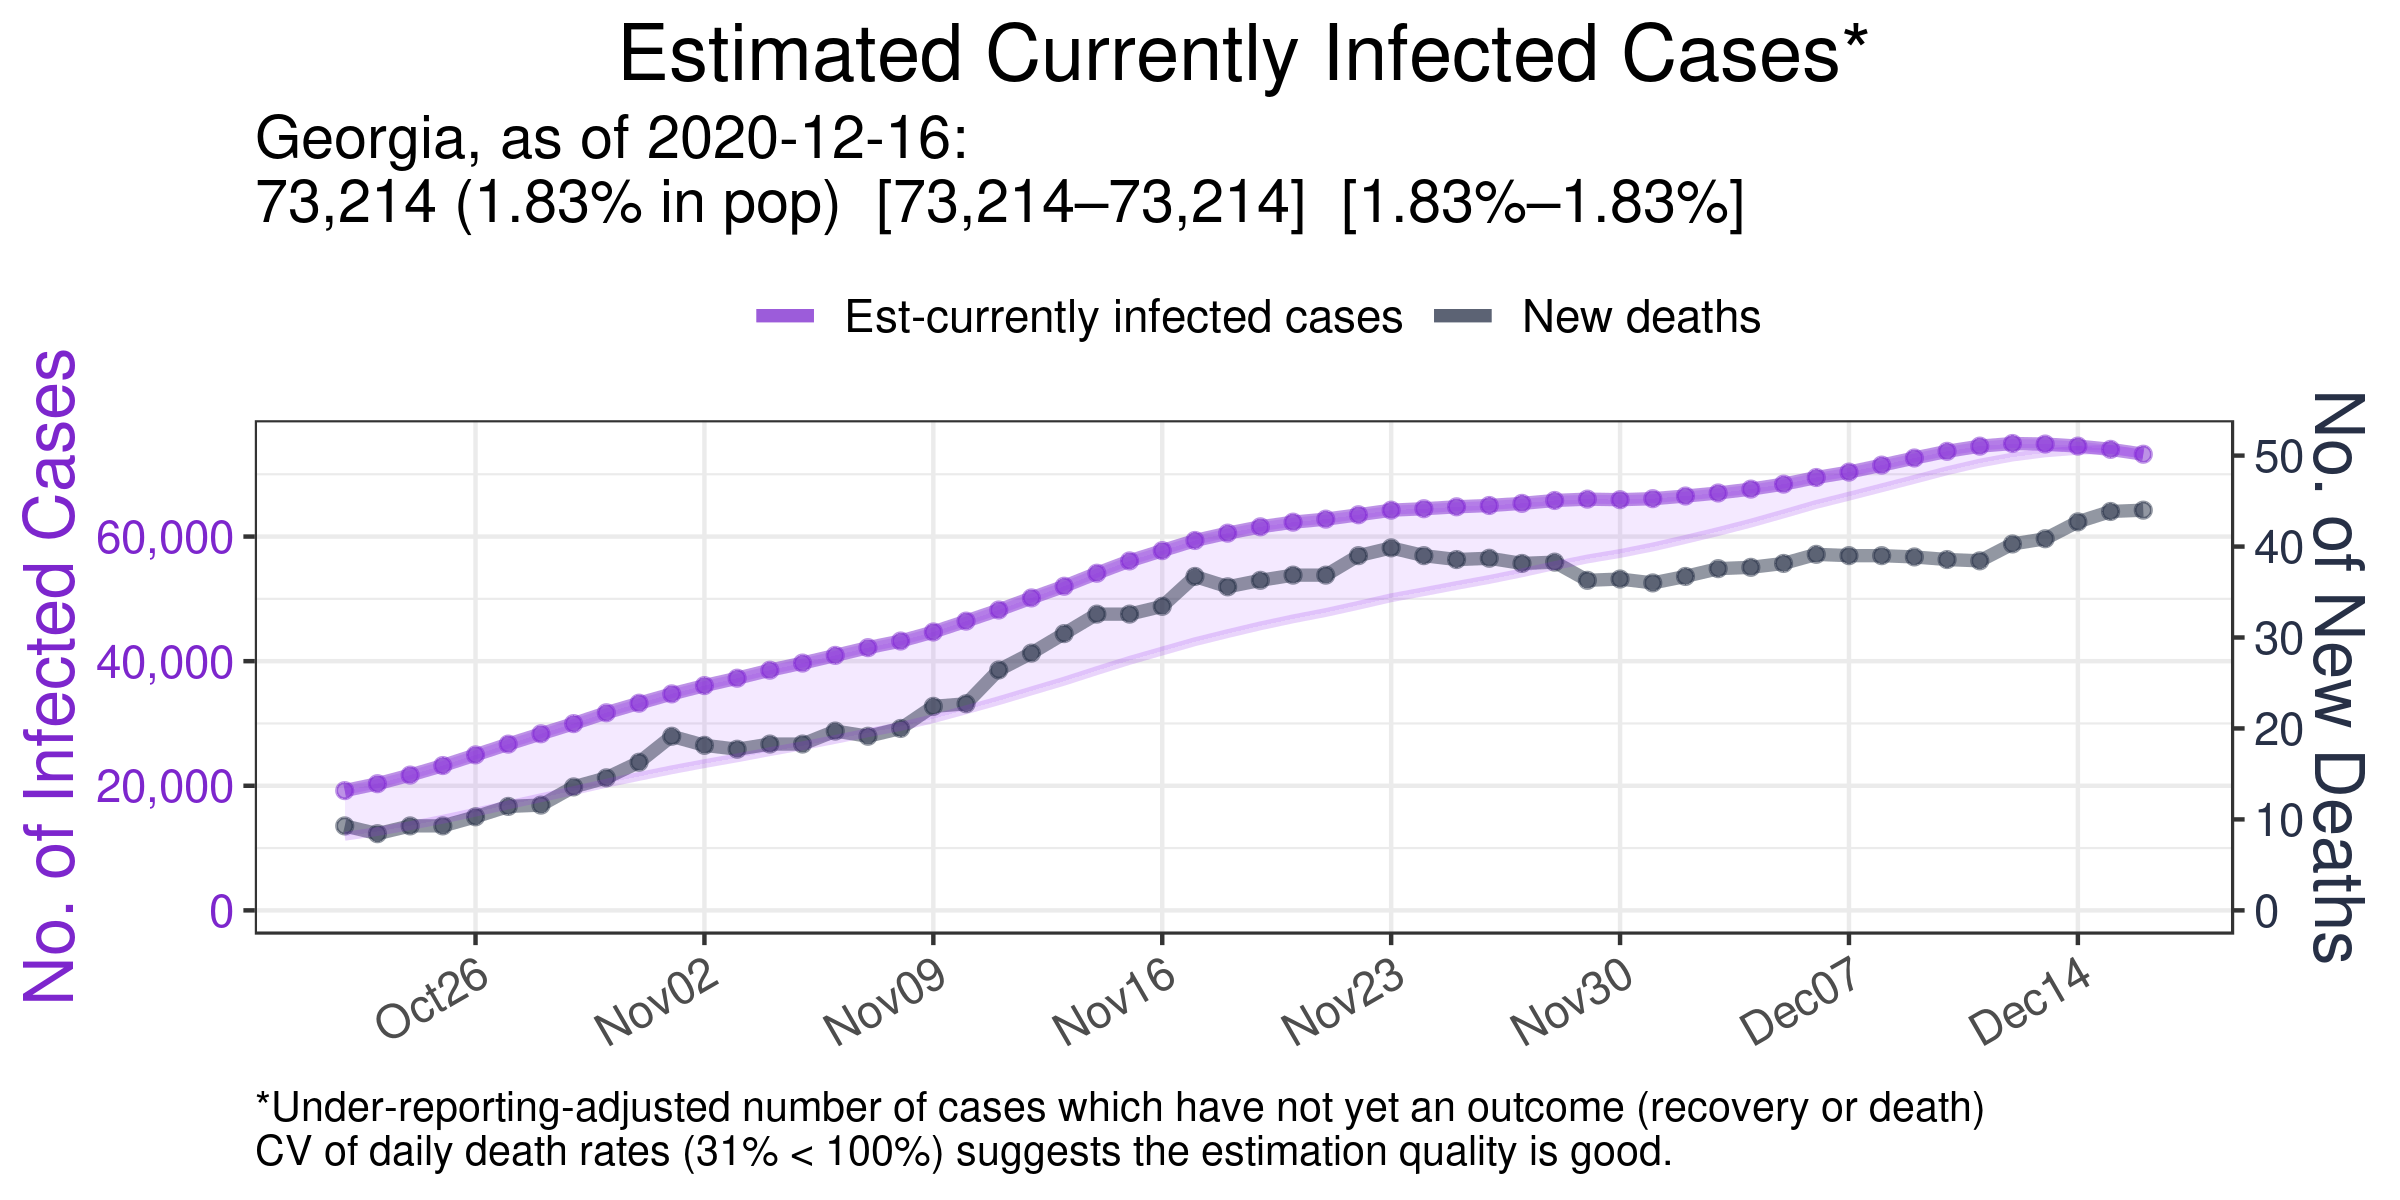 Estimated Currently Infected Cases*
Georgia, as of 2020-12-16:
73,214 (1.83% in pop)  [73,214–73,214]  [1.83%–1.83%]
Est-currently infected cases
New deaths
No. of Infected Cases
60,000
40,000
20,000
0
50
40
30
20
10
0
No. of New Deaths
Oct26
Nov02
Nov09
Nov16
Nov23
Nov30
Dec07
Dec14
*Under-reporting-adjusted number of cases which have not yet an outcome (recovery or death)
CV of daily death rates (31% < 100%) suggests the estimation quality is good.